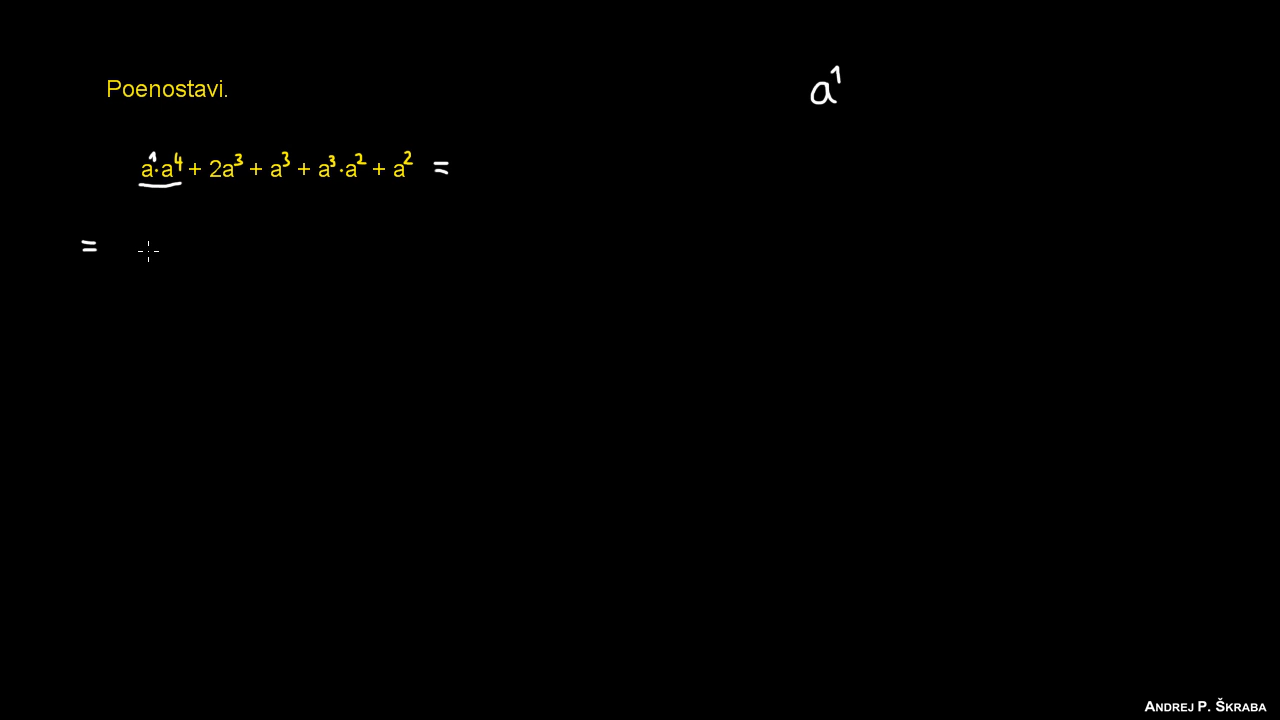 Poenostavi.
a¹
a¹·a⁴ + 2a³ + a³ + a³·a² + a² =
=
ANDREJ P. ŠKRABA